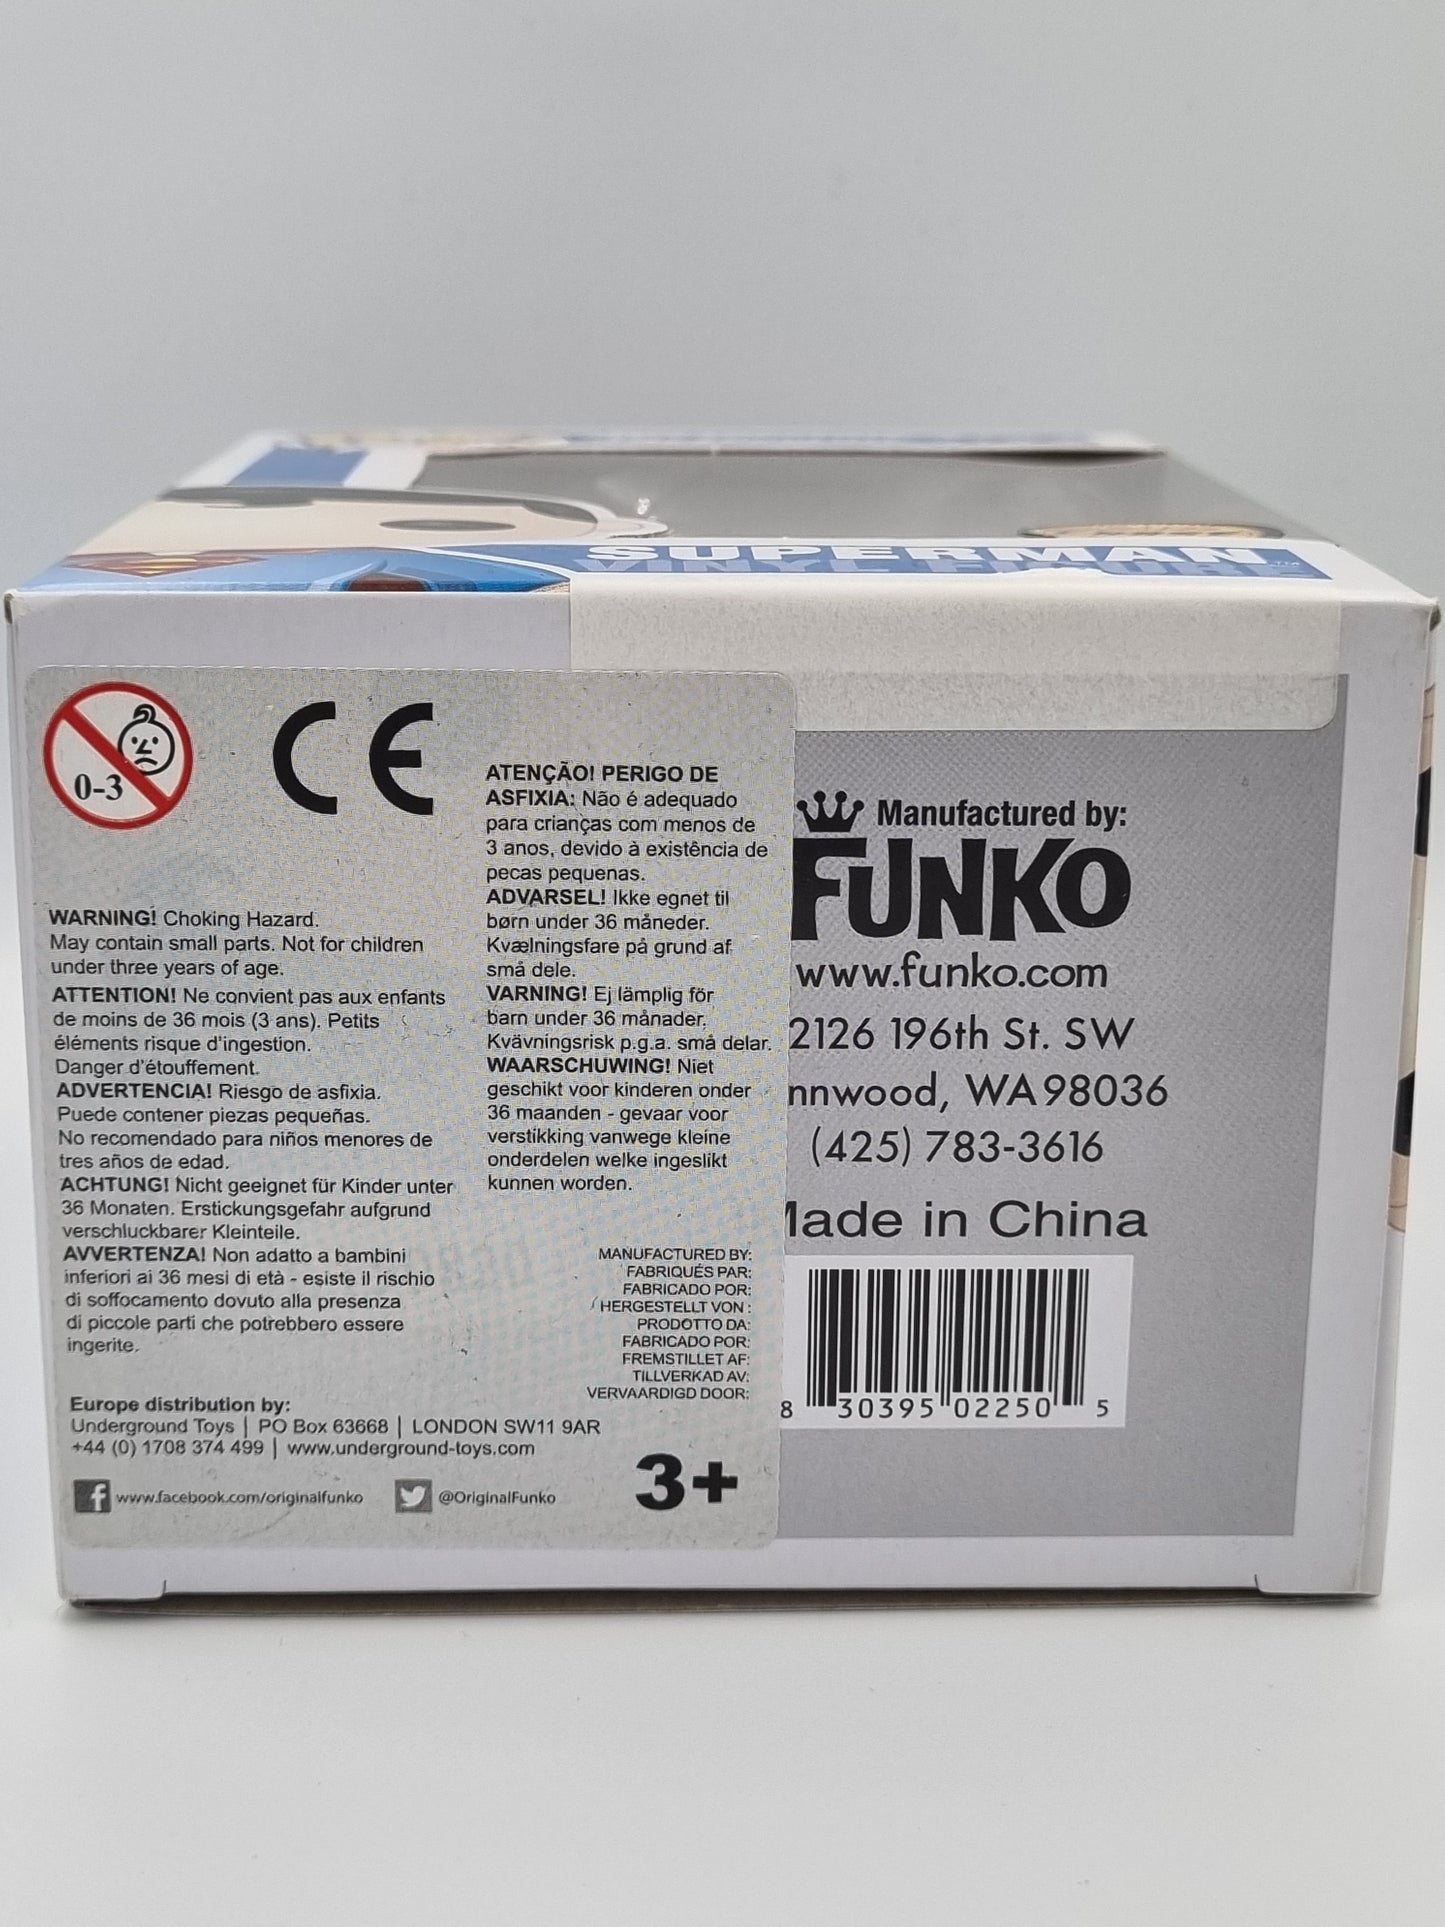 SUPERMAN
VINYL FIGURE
0-3
CE
WARNING! Choking Hazard.
May contain small parts. Not for children
under three years of age.
ATTENTION! Ne convient pas aux enfants
de moins de 36 mois (3 ans). Petits
éléments risque d'ingestion.
Danger d'étouffement.
ADVERTENCIA! Riesgo de asfixia.
Puede contener piezas pequeñas.
No recomendado para niños menores de
tres años de edad.
ACHTUNG! Nicht geeignet für Kinder unter
36 Monaten. Erstickungsgefahr aufgrund
verschluckbarer Kleinteile.
AVVERTENZA! Non adatto a bambini
inferiori ai 36 mesi di età - esiste il rischio
di soffocamento dovuto alla presenza
di piccole parti che potrebbero essere
ingerite.
ATENÇÃO! PERIGO DE
ASFIXIA: Não é adequado
para crianças com menos de
3 anos, devido à existência de
pecas pequenas.
ADVARSEL! Ikke egnet til
børn under 36 måneder.
Kvælningsfare på grund af
små dele.
VARNING! Ej lämplig för
barn under 36 månader.
Kvävningsrisk p.g.a. små delar.
WAARSCHUWING! Niet
geschikt voor kinderen onder
36 maanden - gevaar voor
verstikking vanwege kleine
onderdelen welke ingeslikt
kunnen worden.
MANUFACTURED BY:
FABRIQUÉS PAR:
FABRICADO POR:
HERGESTELLT VON :
PRODOTTO DA:
FABRICADO POR:
FREMSTILLET AF:
TILLVERKAD AV:
VERVAARDIGD DOOR:
Europe distribution by:
Underground Toys | PO Box 63668 | LONDON SW11 9AR
+44 (0) 1708 374 499 | www.underground-toys.com
www.facebook.com/originalfunko
@OriginalFunko
3+
Manufactured by:
FUNKO
www.funko.com
2126 196th St. SW
nnwood, WA 98036
(425) 783-3616
Made in China
8 30395 02250 5